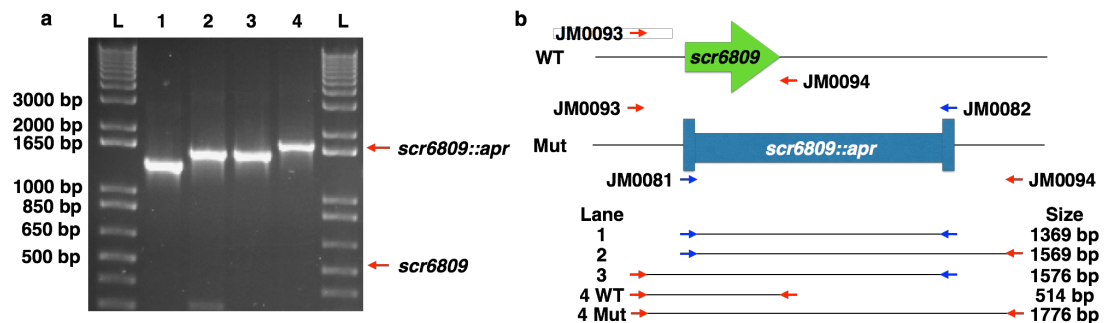 a
L 1 2 3 4 L
3000 bp
2000 bp
1650 bp
1000 bp
850 bp
650 bp
500 bp
scr6809::apr
scr6809
b
JM0093
WT
scr6809
JM0094
JM0093
JM0082
Mut
scr6809::apr
JM0081
JM0094
Lane Size
1 1369 bp
2 1569 bp
3 1576 bp
4 WT 514 bp
4 Mut 1776 bp